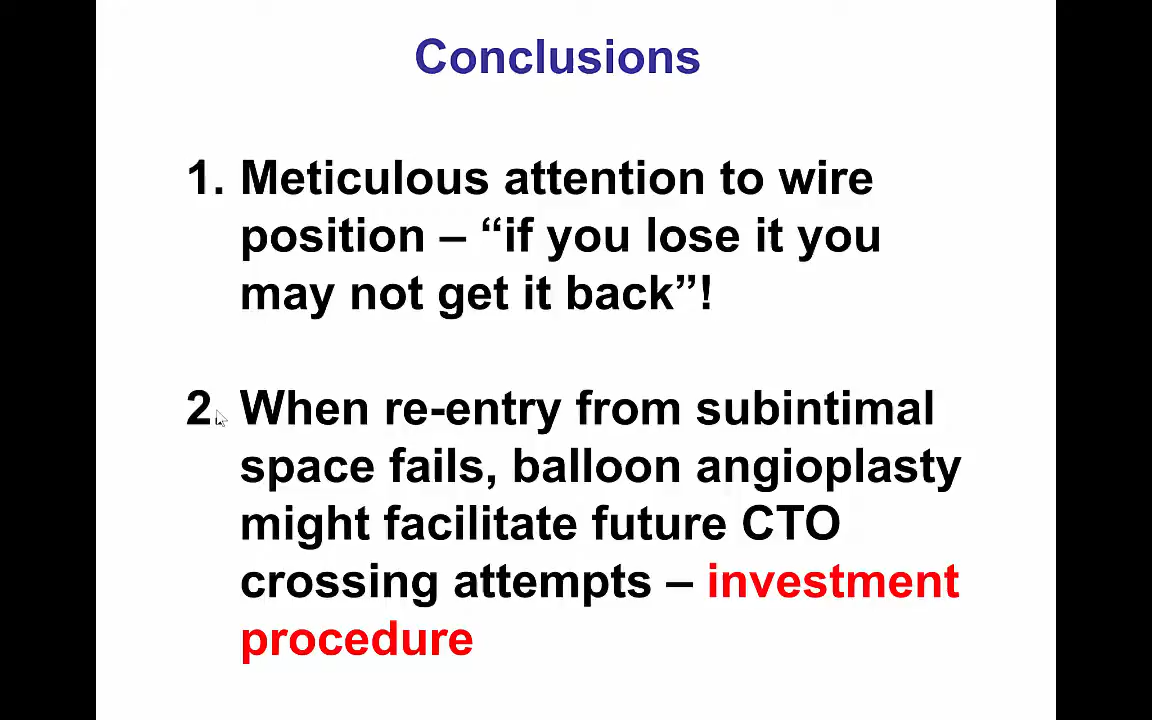 Conclusions
1. Meticulous attention to wire
position – “if you lose it you
may not get it back”!
2. When re-entry from subintimal
space fails, balloon angioplasty
might facilitate future CTO
crossing attempts – investment
procedure